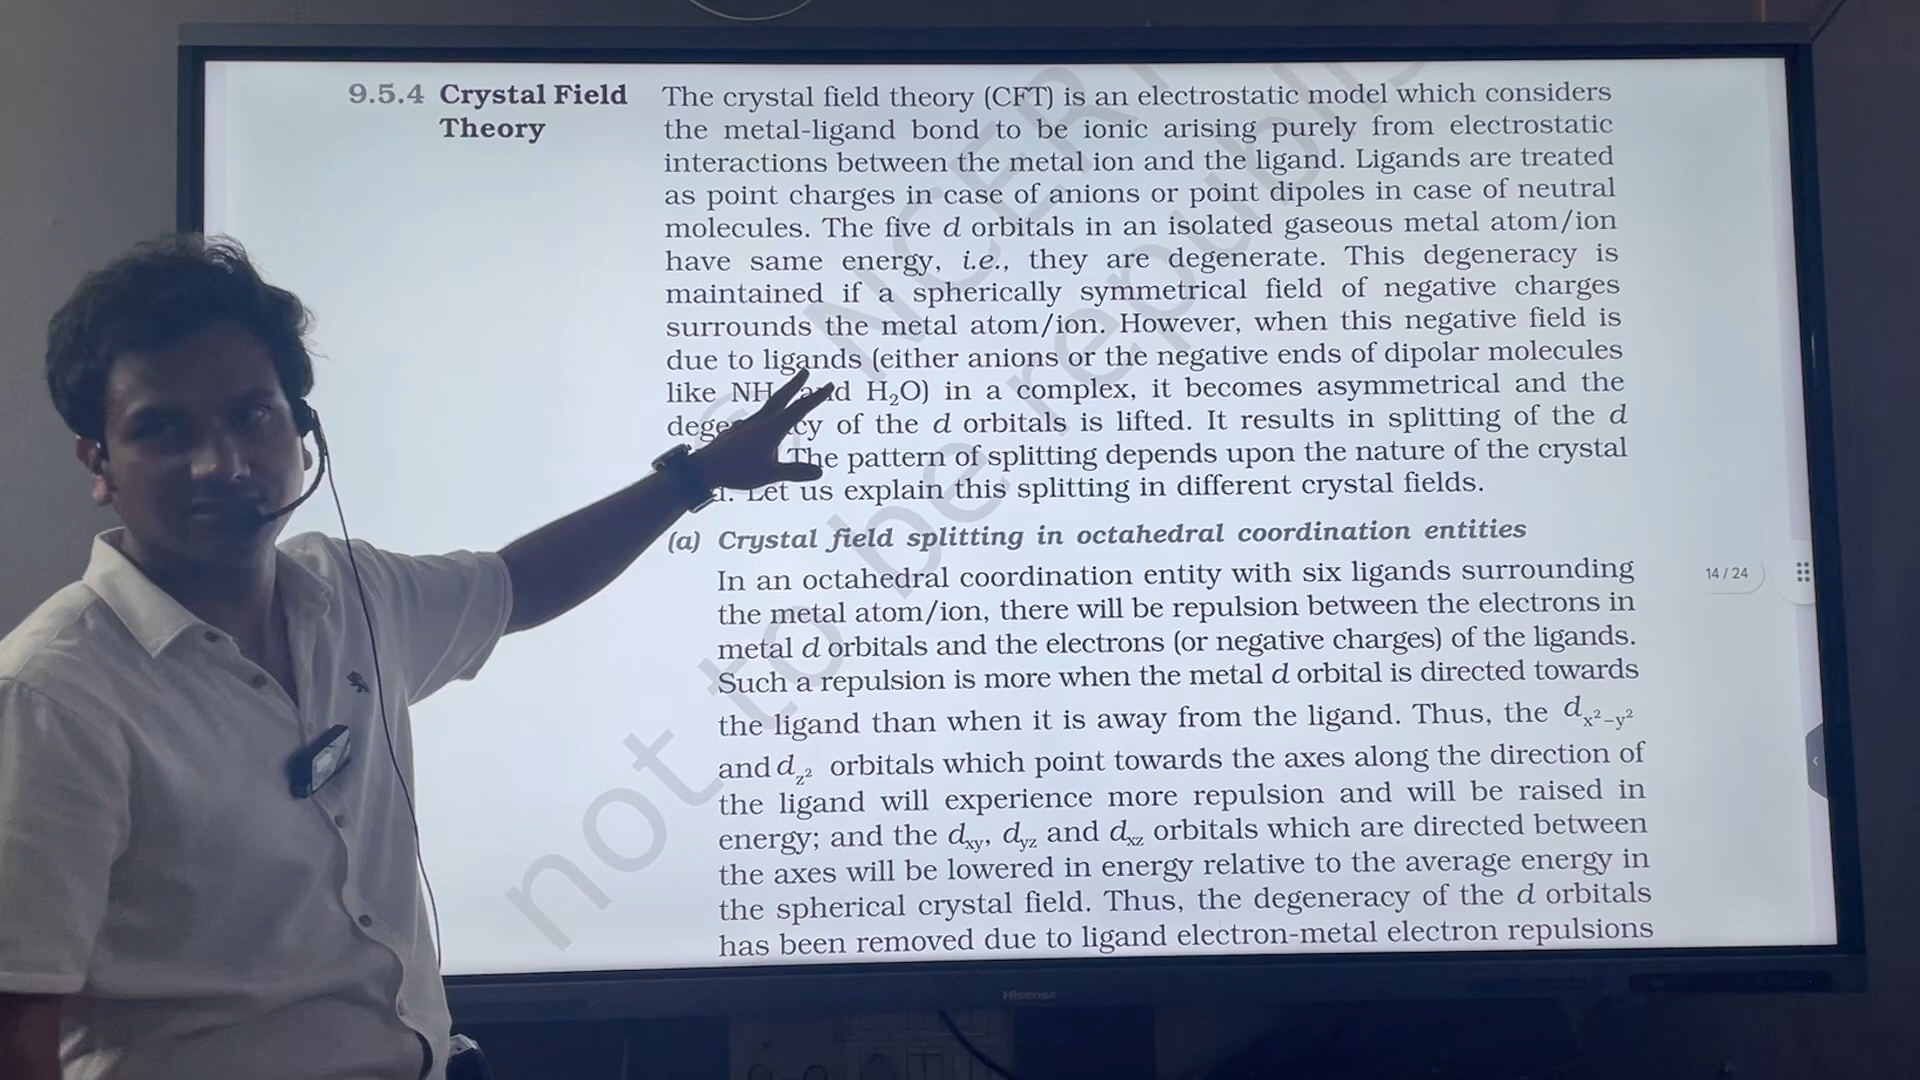 9.5.4 Crystal Field Theory
The crystal field theory (CFT) is an electrostatic model which considers
the metal-ligand bond to be ionic arising purely from electrostatic
interactions between the metal ion and the ligand. Ligands are treated
as point charges in case of anions or point dipoles in case of neutral
molecules. The five d orbitals in an isolated gaseous metal atom/ion
have same energy, i.e., they are degenerate. This degeneracy is
maintained if a spherically symmetrical field of negative charges
surrounds the metal atom/ion. However, when this negative field is
due to ligands (either anions or the negative ends of dipolar molecules
like and H₂O) in a complex, it becomes asymmetrical and the
of the d orbitals is lifted. It results in splitting of the d
The pattern of splitting depends upon the nature of the crystal
Let us explain this splitting in different crystal fields.
(a) Crystal field splitting in octahedral coordination entities
In an octahedral coordination entity with six ligands surrounding
the metal atom/ion, there will be repulsion between the electrons in
metal d orbitals and the electrons (or negative charges) of the ligands.
Such a repulsion is more when the metal d orbital is directed towards
the ligand than when it is away from the ligand. Thus, the dₓ²₋ᵧ²
and d_z² orbitals which point towards the axes along the direction of
the ligand will experience more repulsion and will be raised in
energy; and the d_xy, d_yz and d_xz orbitals which are directed between
the axes will be lowered in energy relative to the average energy in
the spherical crystal field. Thus, the degeneracy of the d orbitals
has been removed due to ligand electron-metal electron repulsions
14 / 24
NCERT
not to be republis
Hisense